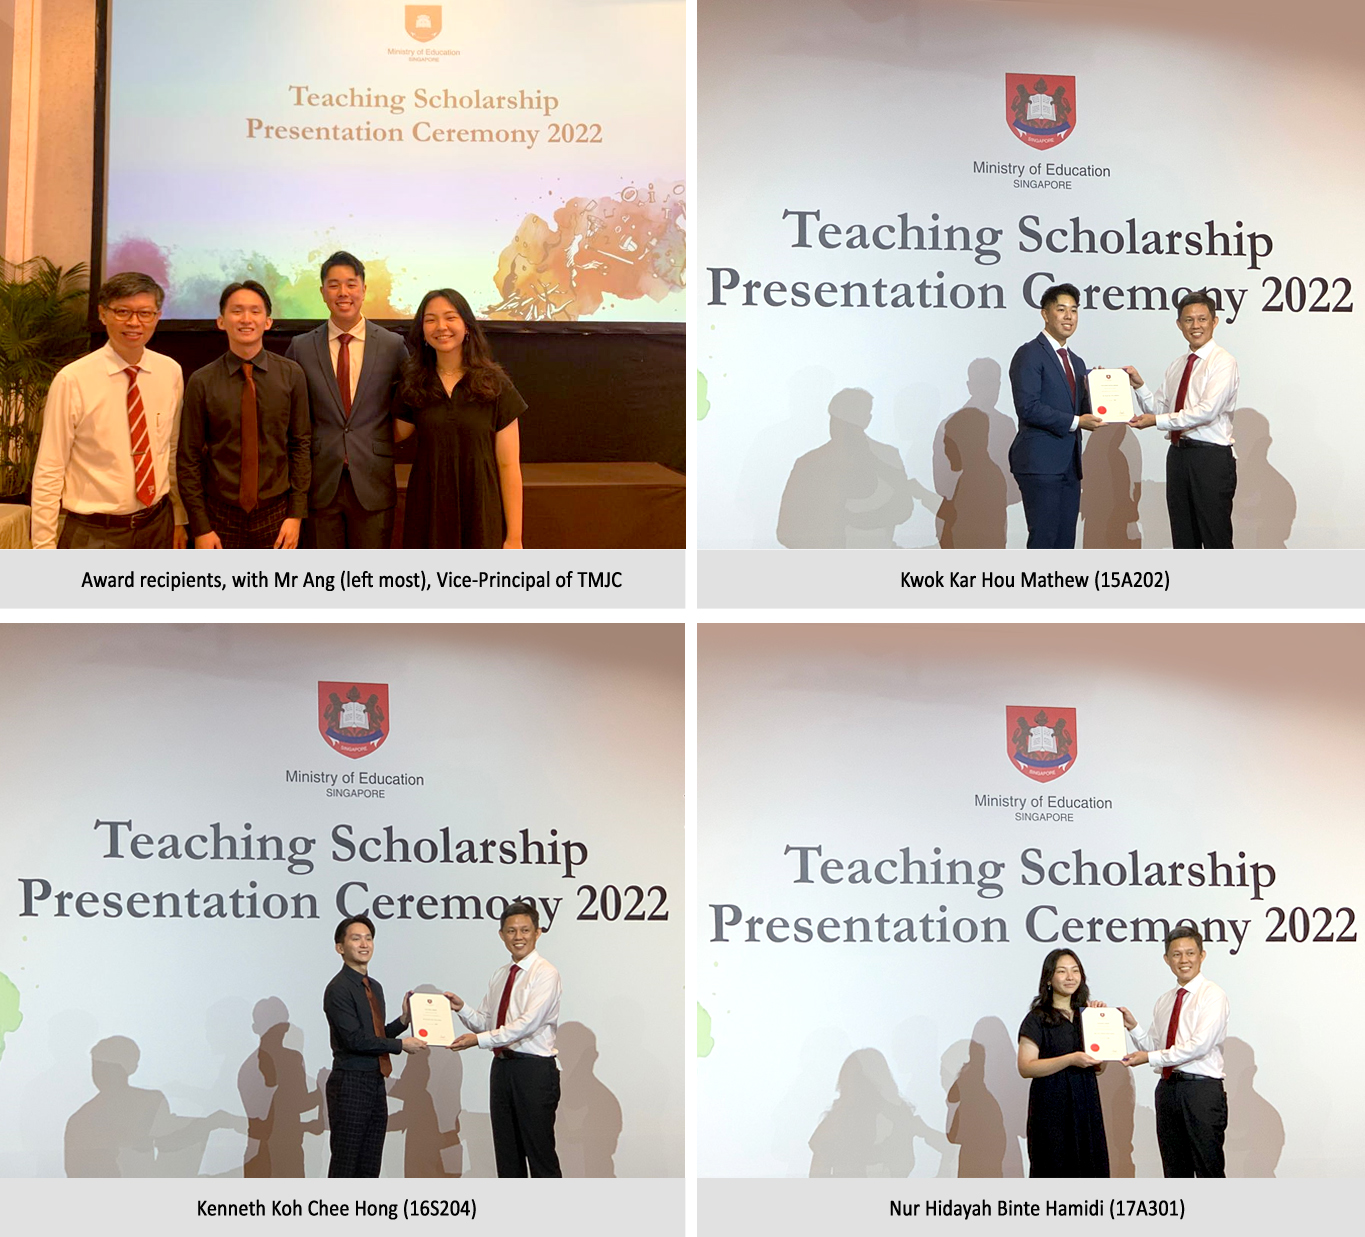 Ministry of Education
SINGAPORE
Teaching Scholarship
Presentation Ceremony 2022
Award recipients, with Mr Ang (left most), Vice-Principal of TMJC
SINGAPORE
Ministry of Education
SINGAPORE
Teaching Scholarship
Presentation Ceremony 2022
Kwok Kar Hou Mathew (15A202)
SINGAPORE
Ministry of Education
SINGAPORE
Teaching Scholarship
Presentation Ceremony 2022
Kenneth Koh Chee Hong (16S204)
SINGAPORE
Ministry of Education
SINGAPORE
Teaching Scholarship
Presentation Ceremony 2022
Nur Hidayah Binte Hamidi (17A301)